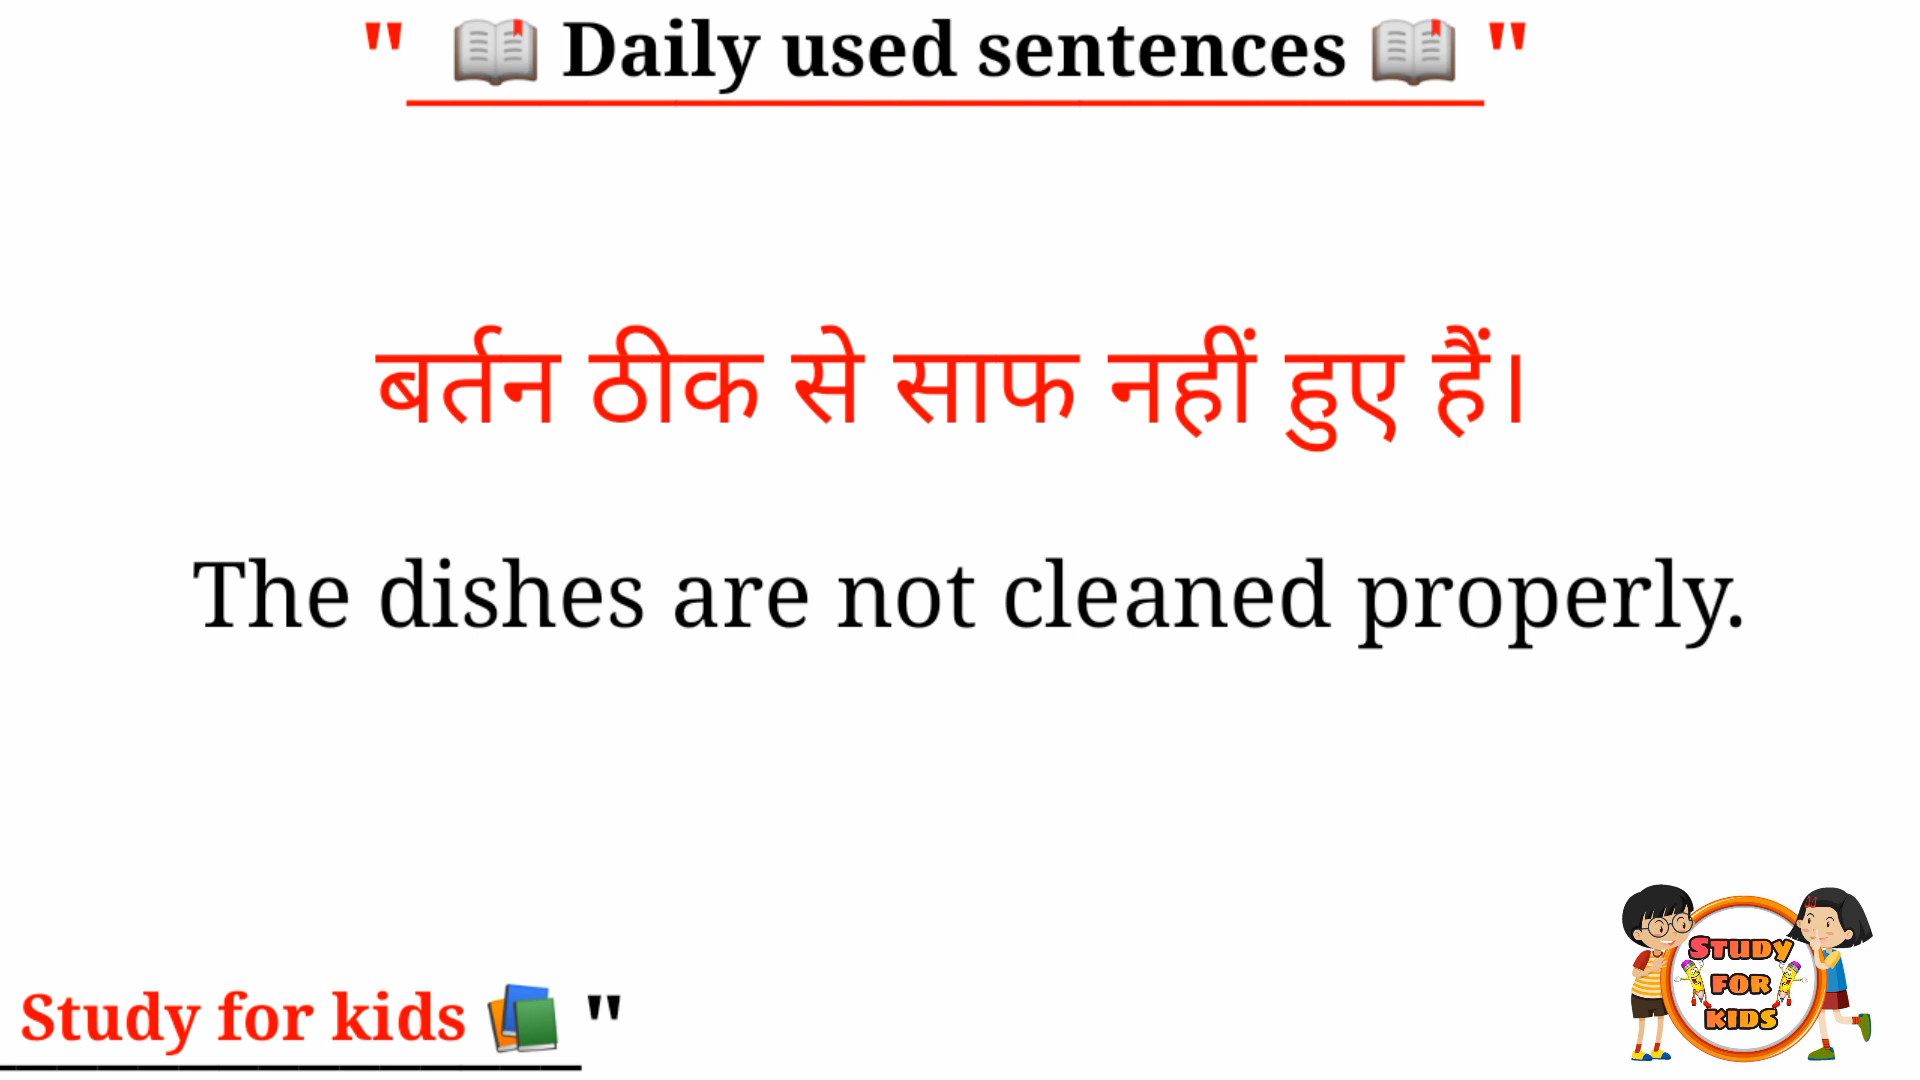 " 📖 Daily used sentences 📖 "
बर्तन ठीक से साफ नहीं हुए हैं।
The dishes are not cleaned properly.
Study for kids 📚 "
STUDY
FOR
KIDS